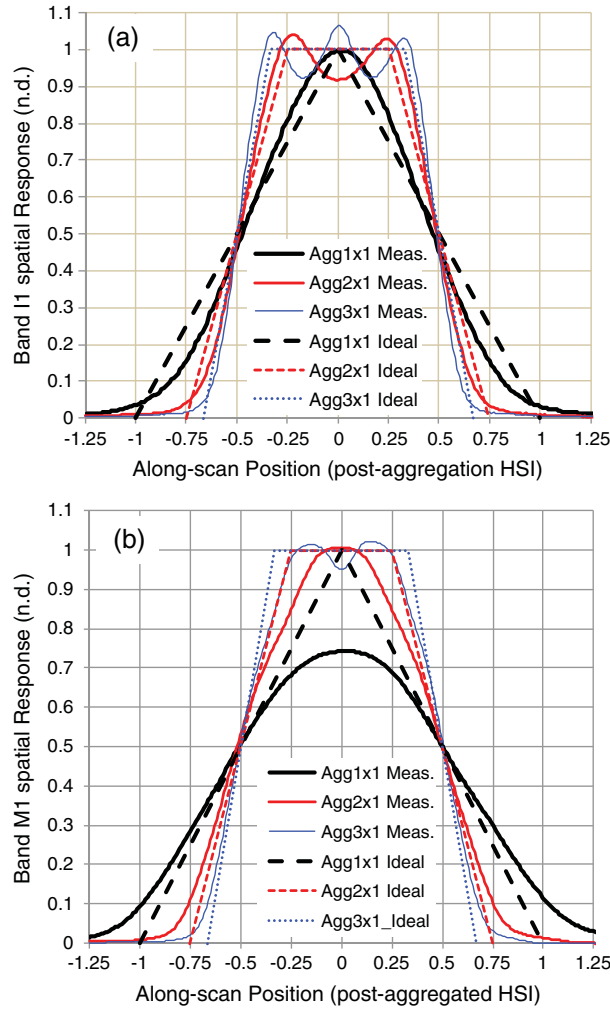 (a)
1.1
1
0.9
0.8
0.7
0.6
0.5
0.4
0.3
0.2
0.1
0
Band I1 spatial Response (n.d.)
Agg1x1 Meas.
Agg2x1 Meas.
Agg3x1 Meas.
Agg1x1 Ideal
Agg2x1 Ideal
Agg3x1 Ideal
-1.25 -1 -0.75 -0.5 -0.25 0 0.25 0.5 0.75 1 1.25
Along-scan Position (post-aggregation HSI)
(b)
1.1
1
0.9
0.8
0.7
0.6
0.5
0.4
0.3
0.2
0.1
0
Band M1 spatial Response (n.d.)
Agg1x1 Meas.
Agg2x1 Meas.
Agg3x1 Meas.
Agg1x1 Ideal
Agg2x1 Ideal
Agg3x1_Ideal
-1.25 -1 -0.75 -0.5 -0.25 0 0.25 0.5 0.75 1 1.25
Along-scan Position (post-aggregated HSI)